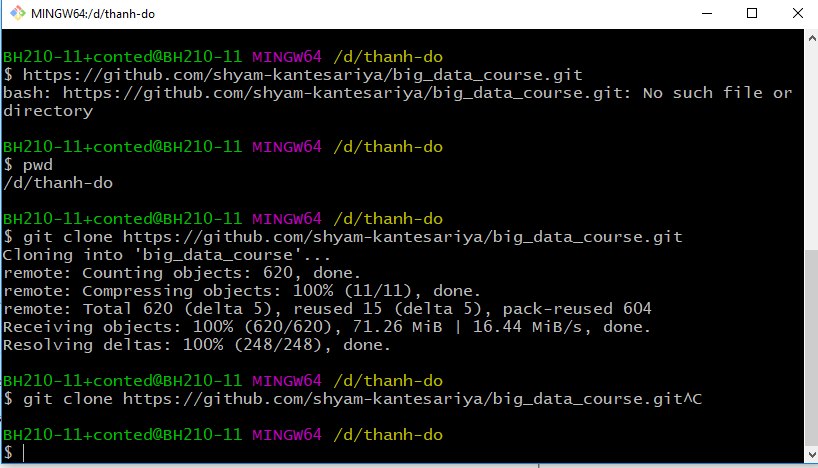 MINGW64:/d/thanh-do
BH210-11+conted@BH210-11 MINGW64 /d/thanh-do
$ https://github.com/shyam-kantesariya/big_data_course.git
bash: https://github.com/shyam-kantesariya/big_data_course.git: No such file or
directory
BH210-11+conted@BH210-11 MINGW64 /d/thanh-do
$ pwd
/d/thanh-do
BH210-11+conted@BH210-11 MINGW64 /d/thanh-do
$ git clone https://github.com/shyam-kantesariya/big_data_course.git
Cloning into 'big_data_course'...
remote: Counting objects: 620, done.
remote: Compressing objects: 100% (11/11), done.
remote: Total 620 (delta 5), reused 15 (delta 5), pack-reused 604
Receiving objects: 100% (620/620), 71.26 MiB | 16.44 MiB/s, done.
Resolving deltas: 100% (248/248), done.
BH210-11+conted@BH210-11 MINGW64 /d/thanh-do
$ git clone https://github.com/shyam-kantesariya/big_data_course.git^C
BH210-11+conted@BH210-11 MINGW64 /d/thanh-do
$